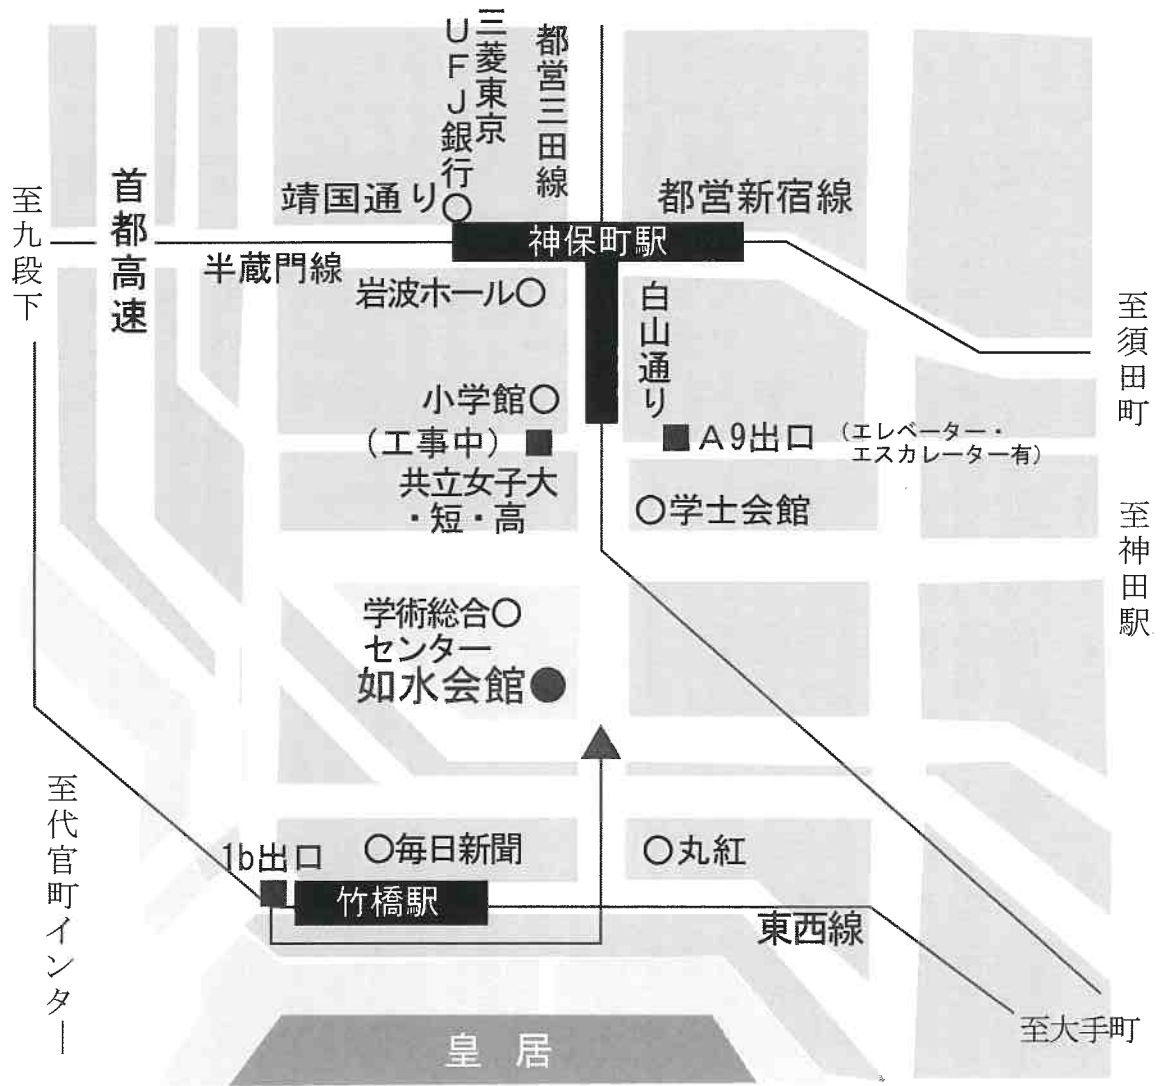 三菱東京
UFJ銀行
都営三田線
首都高速
至九段下
靖国通り
都営新宿線
神保町駅
半蔵門線
岩波ホール
白山通り
至須田町
小学館
(工事中)
A9出口
(エレベーター・
エスカレーター有)
共立女子大
・短・高
学士会館
至神田駅
学術総合
センター
如水会館
至代官町インター
1b出口
毎日新聞
丸紅
竹橋駅
東西線
至大手町
皇居